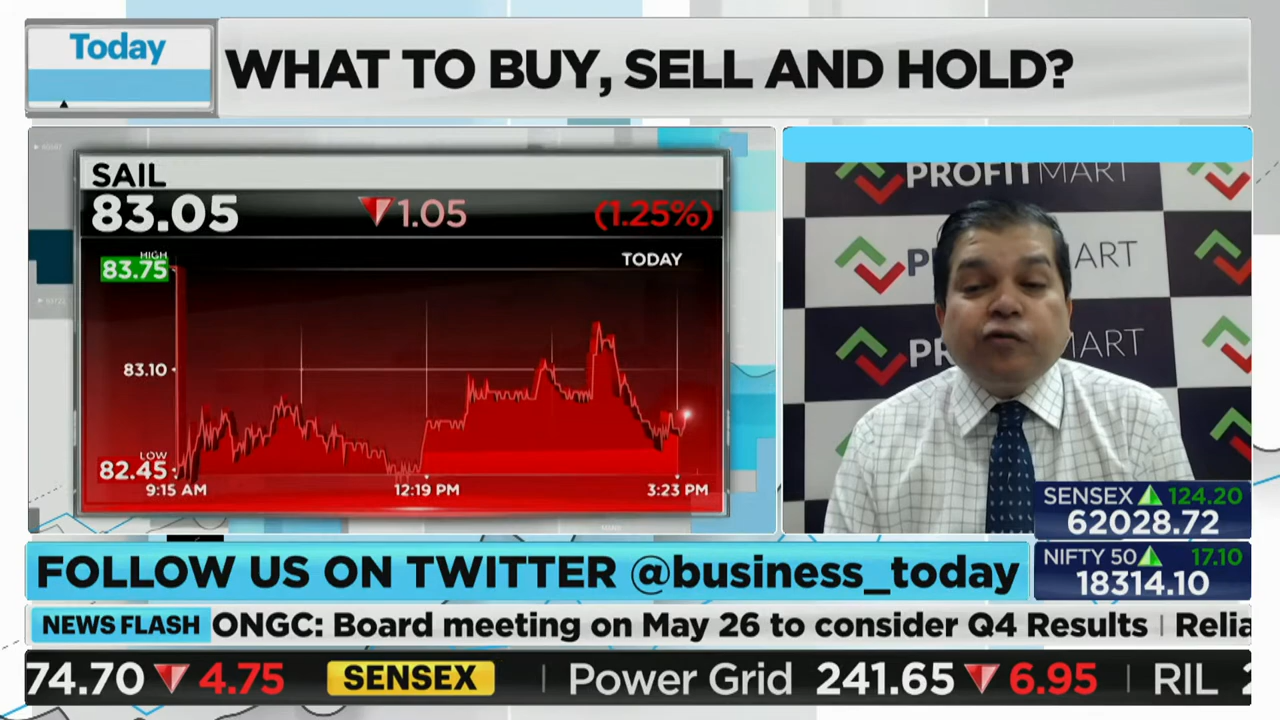 Today
WHAT TO BUY, SELL AND HOLD?
SAIL
83.05 1.05 (1.25%)
HIGH
83.75
TODAY
83.10
LOW
82.45
9:15 AM 12:19 PM 3:23 PM
PROFITMART
PROFITMART
SENSEX 124.20
62028.72
NIFTY 50 17.10
18314.10
FOLLOW US ON TWITTER @business_today
NEWS FLASH ONGC: Board meeting on May 26 to consider Q4 Results | Relia
74.70 4.75 SENSEX | Power Grid 241.65 6.95 | RIL